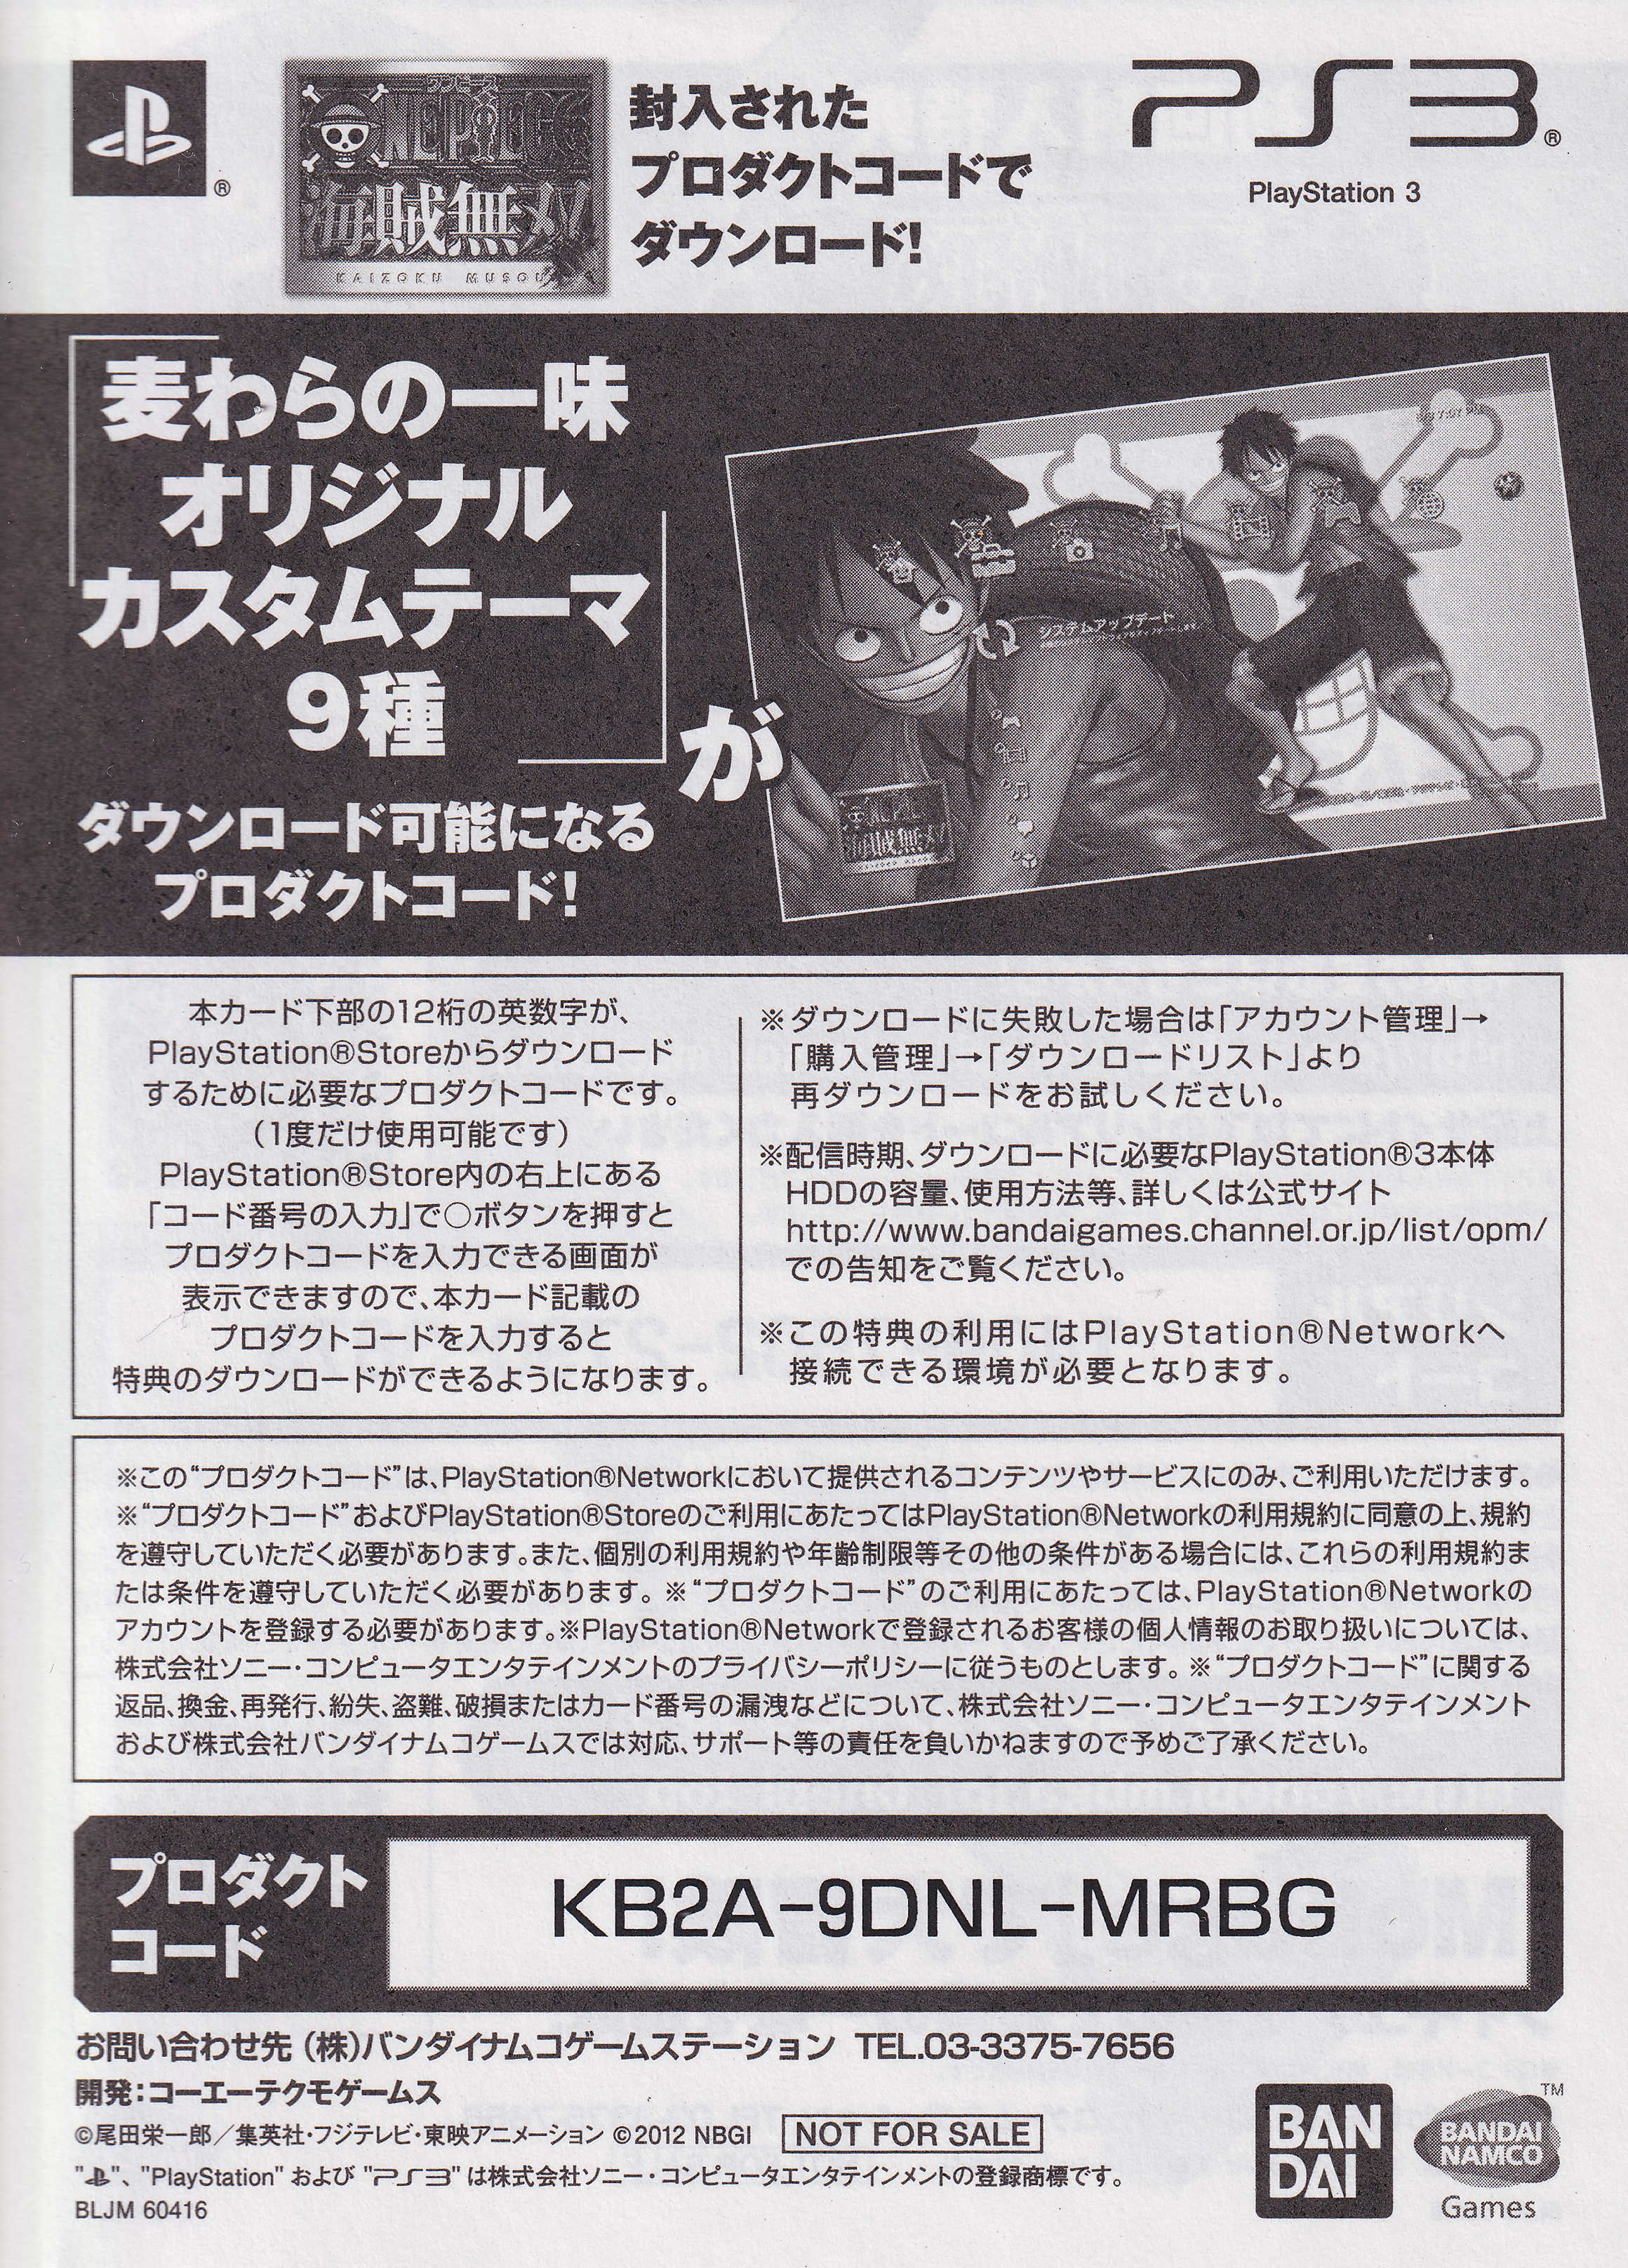 ワンピース
ONE PIECE
海賊無双
KAIZOKU MUSOU
封入された
プロダクトコードで
ダウンロード!
PS3®
PlayStation 3
「麦わらの一味
オリジナル
カスタムテーマ
9種」が
ダウンロード可能になる
プロダクトコード!
システムアップデート
本カード下部の12桁の英数字が、
PlayStation®Storeからダウンロード
するために必要なプロダクトコードです。
（1度だけ使用可能です）
PlayStation®Store内の右上にある
「コード番号の入力」で○ボタンを押すと
プロダクトコードを入力できる画面が
表示できますので、本カード記載の
プロダクトコードを入力すると
特典のダウンロードができるようになります。
※ダウンロードに失敗した場合は「アカウント管理」→
「購入管理」→「ダウンロードリスト」より
再ダウンロードをお試しください。
※配信時期、ダウンロードに必要なPlayStation®3本体
HDDの容量、使用方法等、詳しくは公式サイト
http://www.bandaigames.channel.or.jp/list/opm/
での告知をご覧ください。
※この特典の利用にはPlayStation®Networkへ
接続できる環境が必要となります。
※この“プロダクトコード”は、PlayStation®Networkにおいて提供されるコンテンツやサービスにのみ、ご利用いただけます。
※“プロダクトコード”およびPlayStation®Storeのご利用にあたってはPlayStation®Networkの利用規約に同意の上、規約
を遵守していただく必要があります。また、個別の利用規約や年齢制限等その他の条件がある場合には、これらの利用規約ま
たは条件を遵守していただく必要があります。※“プロダクトコード”のご利用にあたっては、PlayStation®Networkの
アカウントを登録する必要があります。※PlayStation®Networkで登録されるお客様の個人情報のお取り扱いについては、
株式会社ソニー・コンピュータエンタテインメントのプライバシーポリシーに従うものとします。※“プロダクトコード”に関する
返品、換金、再発行、紛失、盗難、破損またはカード番号の漏洩などについて、株式会社ソニー・コンピュータエンタテインメント
および株式会社バンダイナムコゲームスでは対応、サポート等の責任を負いかねますので予めご了承ください。
プロダクト
コード
KB2A-9DNL-MRBG
お問い合わせ先 (株)バンダイナムコゲームステーション TEL.03-3375-7656
開発：コーエーテクモゲームス
©尾田栄一郎／集英社・フジテレビ・東映アニメーション ©2012 NBGI NOT FOR SALE
"PS"、"PlayStation" および "PS3" は株式会社ソニー・コンピュータエンタテインメントの登録商標です。
BLJM 60416
BAN
DAI
BANDAI
NAMCO
Games
TM